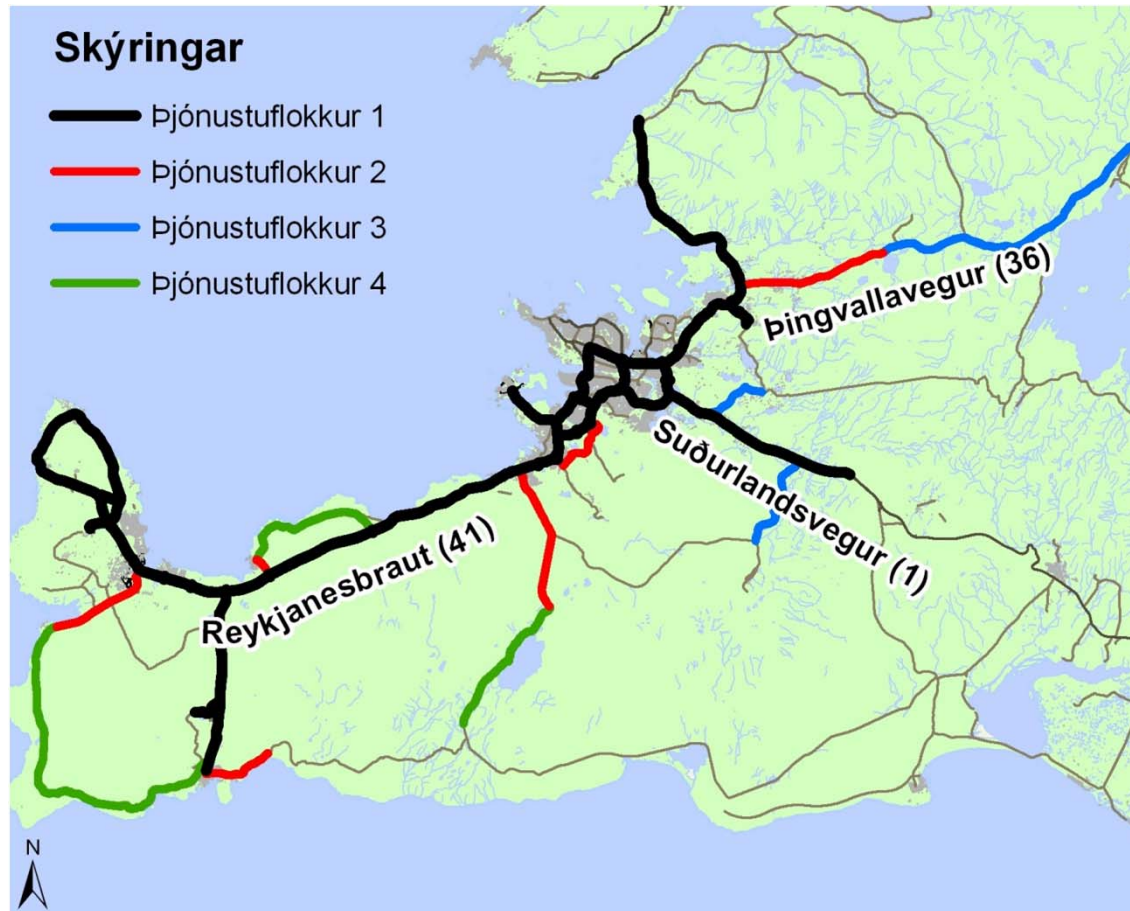 Skýringar
Þjónustuflokkur 1
Þjónustuflokkur 2
Þjónustuflokkur 3
Þjónustuflokkur 4
Þingvallavegur (36)
Suðurlandsvegur (1)
Reykjanesbraut (41)
N